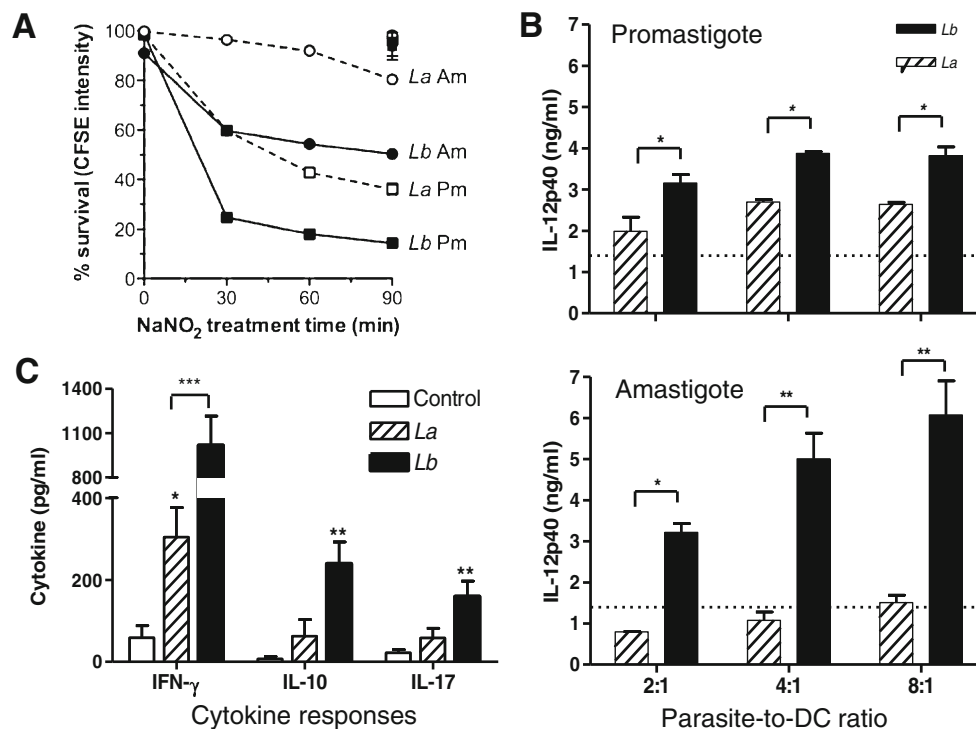 A
% survival (CFSE intensity)
100
80
60
40
20
0
La Am
Lb Am
La Pm
Lb Pm
0 30 60 90
NaNO2 treatment time (min)
B
Promastigote
Lb
La
IL-12p40 (ng/ml)
7
6
5
4
3
2
1
0
* * *
Amastigote
IL-12p40 (ng/ml)
7
6
5
4
3
2
1
0
* ** **
2:1 4:1 8:1
Parasite-to-DC ratio
C
Cytokine (pg/ml)
1400
1100
800
400
200
0
Control
La
Lb
***
* ** **
IFN-γ IL-10 IL-17
Cytokine responses